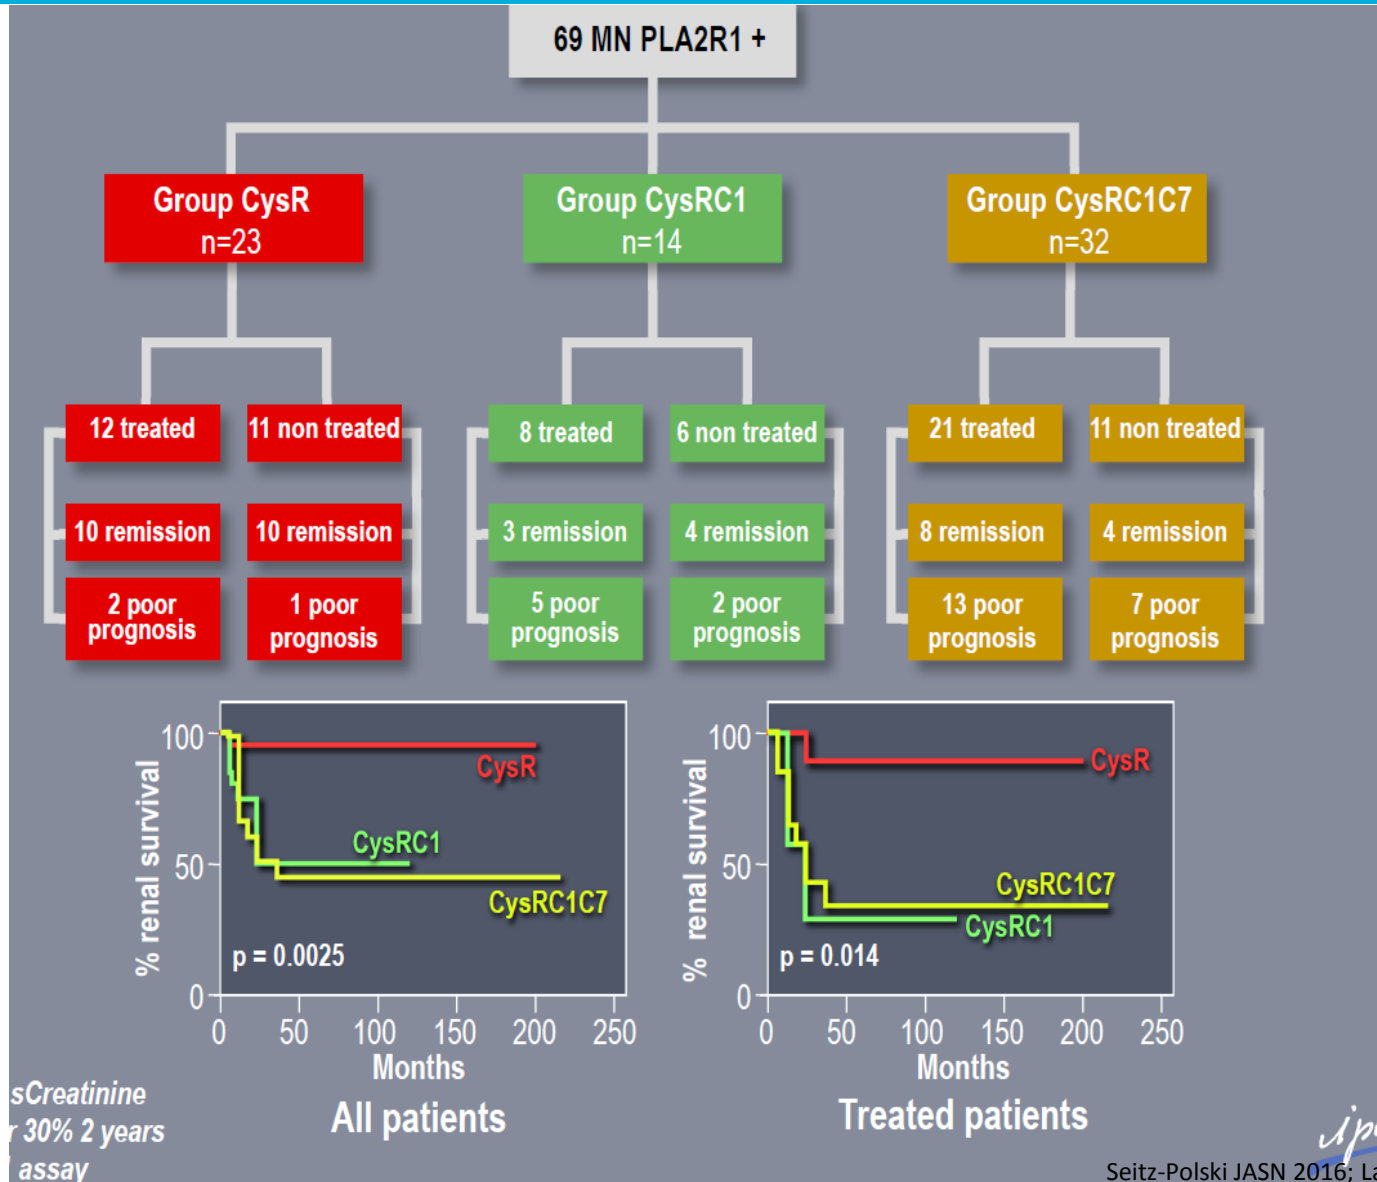 69 MN PLA2R1 +
Group CysR
n=23
Group CysRC1
n=14
Group CysRC1C7
n=32
12 treated
11 non treated
8 treated
6 non treated
21 treated
11 non treated
10 remission
10 remission
3 remission
4 remission
8 remission
4 remission
2 poor
prognosis
1 poor
prognosis
5 poor
prognosis
2 poor
prognosis
13 poor
prognosis
7 poor
prognosis
% renal survival
100
50
0
CysR
CysRC1
CysRC1C7
p = 0.0025
0 50 100 150 200 250
Months
All patients
% renal survival
100
50
0
CysR
CysRC1C7
CysRC1
p = 0.014
0 50 100 150 200 250
Months
Treated patients
sCreatinine
30% 2 years
assay
Seitz-Polski JASN 2016;